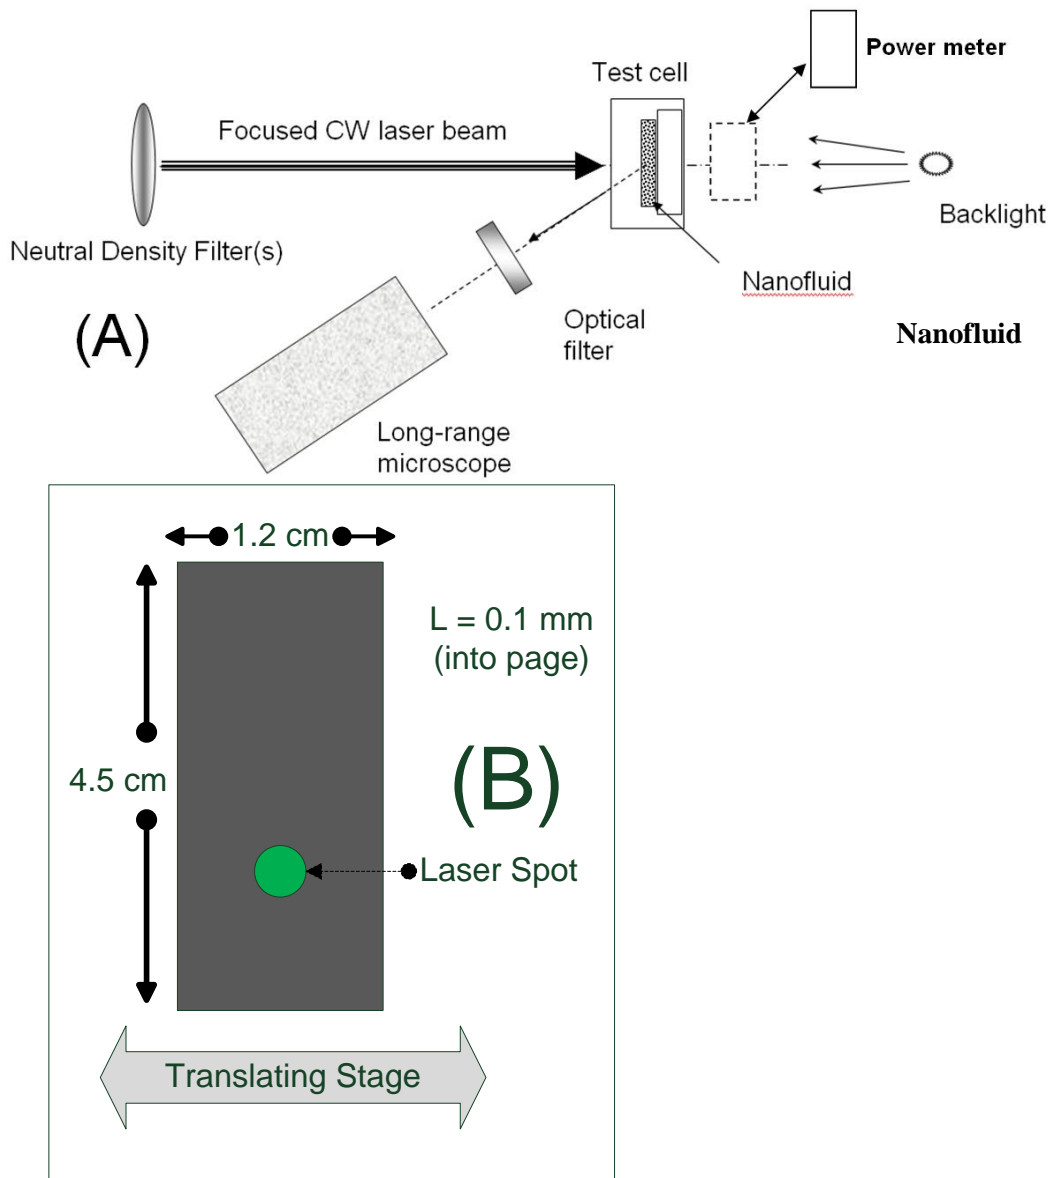 Power meter
Test cell
Focused CW laser beam
Backlight
Neutral Density Filter(s)
Nanofluid
Optical
filter
Nanofluid
(A)
Long-range
microscope
1.2 cm
L = 0.1 mm
(into page)
(B)
4.5 cm
Laser Spot
Translating Stage